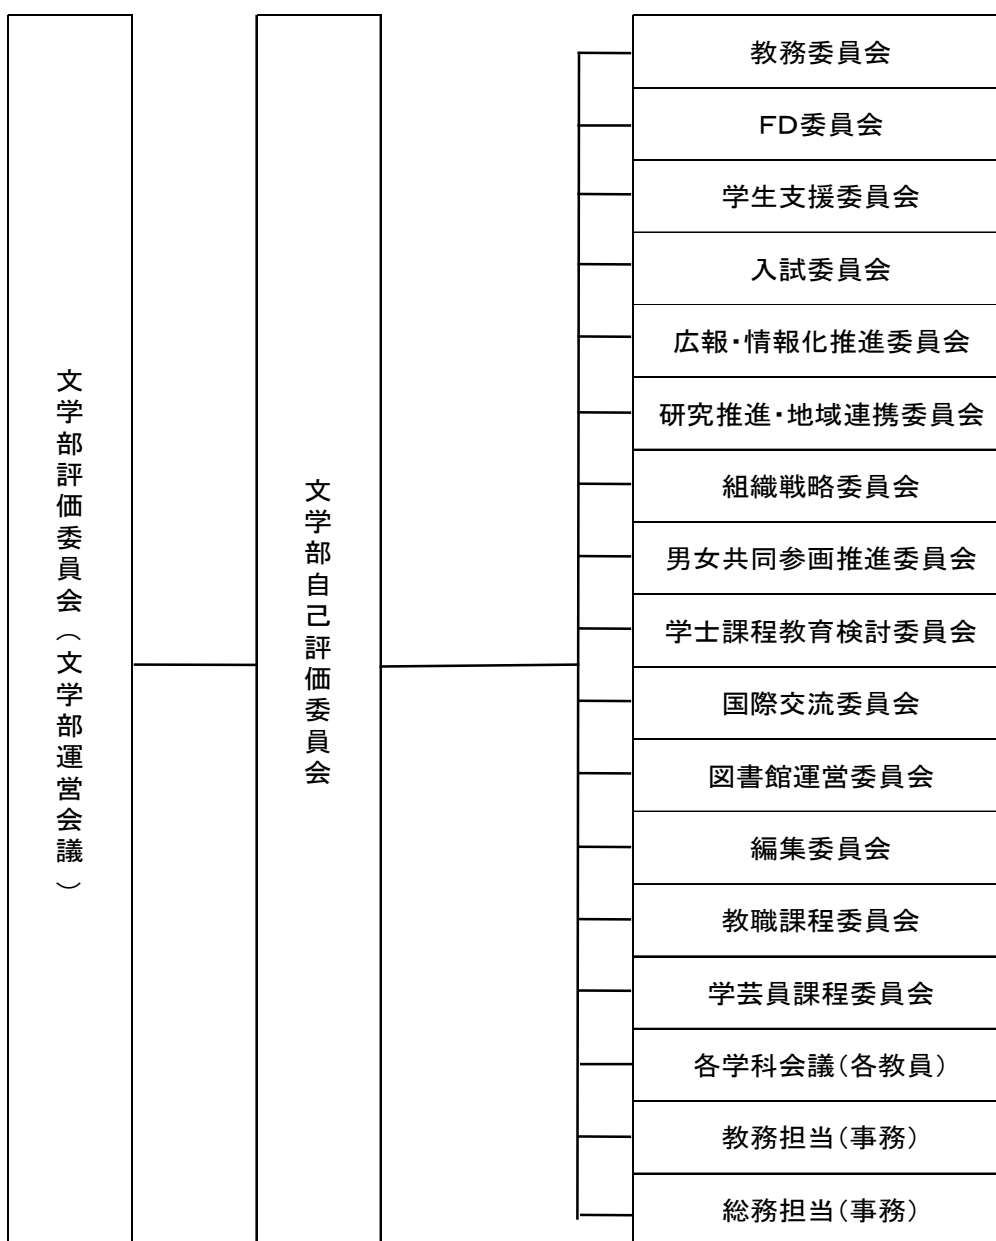 文学部評価委員会（文学部運営会議）
文学部自己評価委員会
教務委員会
ＦＤ委員会
学生支援委員会
入試委員会
広報・情報化推進委員会
研究推進・地域連携委員会
組織戦略委員会
男女共同参画推進委員会
学士課程教育検討委員会
国際交流委員会
図書館運営委員会
編集委員会
教職課程委員会
学芸員課程委員会
各学科会議（各教員）
教務担当（事務）
総務担当（事務）